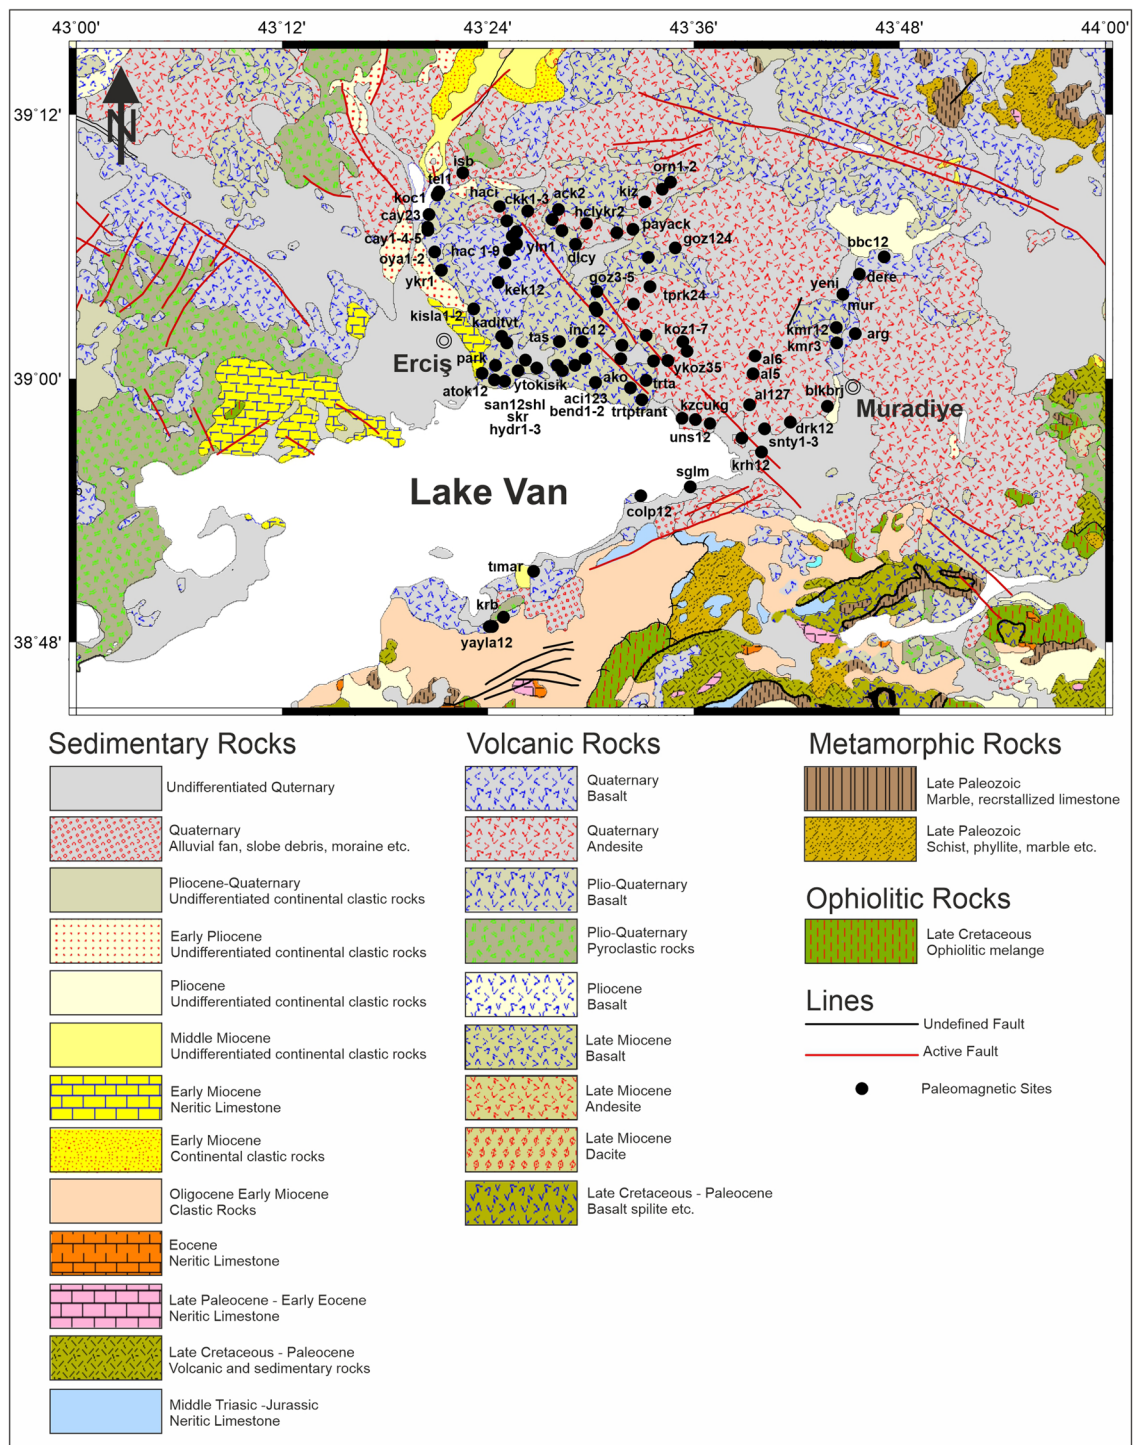 43°00'
43°12'
43°24'
43°36'
43°48'
44°00'
39°12'
39°00'
38°48'
N
isb
tel1
koc1
haci
cay23
ckk1-3
ack2
kiz
orn1-2
hclykr2
payack
cay1-4-5
hac 1-9
yln1
goz124
bbc12
oya1-2
dlcy
dere
ykr1
kek12
goz3-5
tprk24
yeni
mur
kisla1-2
kaditvt
tas
inc12
koz1-7
kmr12
arg
kmr3
Erciş
park
ykoz35
al6
al5
atok12
ytokisik
ako
trta
al127
blkbrj
Muradiye
san12shl
aci123
skr
bend1-2
trtptrant
kzcukg
drk12
hydr1-3
uns12
snty1-3
krh12
Lake Van
sglm
colp12
tımar
krb
yayla12
Sedimentary Rocks
Undifferentiated Quternary
Quaternary
Alluvial fan, slobe debris, moraine etc.
Pliocene-Quaternary
Undifferentiated continental clastic rocks
Early Pliocene
Undifferentiated continental clastic rocks
Pliocene
Undifferentiated continental clastic rocks
Middle Miocene
Undifferentiated continental clastic rocks
Early Miocene
Neritic Limestone
Early Miocene
Continental clastic rocks
Oligocene Early Miocene
Clastic Rocks
Eocene
Neritic Limestone
Late Paleocene - Early Eocene
Neritic Limestone
Late Cretaceous - Paleocene
Volcanic and sedimentary rocks
Middle Triasic -Jurassic
Neritic Limestone
Volcanic Rocks
Quaternary
Basalt
Quaternary
Andesite
Plio-Quaternary
Basalt
Plio-Quaternary
Pyroclastic rocks
Pliocene
Basalt
Late Miocene
Basalt
Late Miocene
Andesite
Late Miocene
Dacite
Late Cretaceous - Paleocene
Basalt spilite etc.
Metamorphic Rocks
Late Paleozoic
Marble, recrstallized limestone
Late Paleozoic
Schist, phyllite, marble etc.
Ophiolitic Rocks
Late Cretaceous
Ophiolitic melange
Lines
Undefined Fault
Active Fault
Paleomagnetic Sites